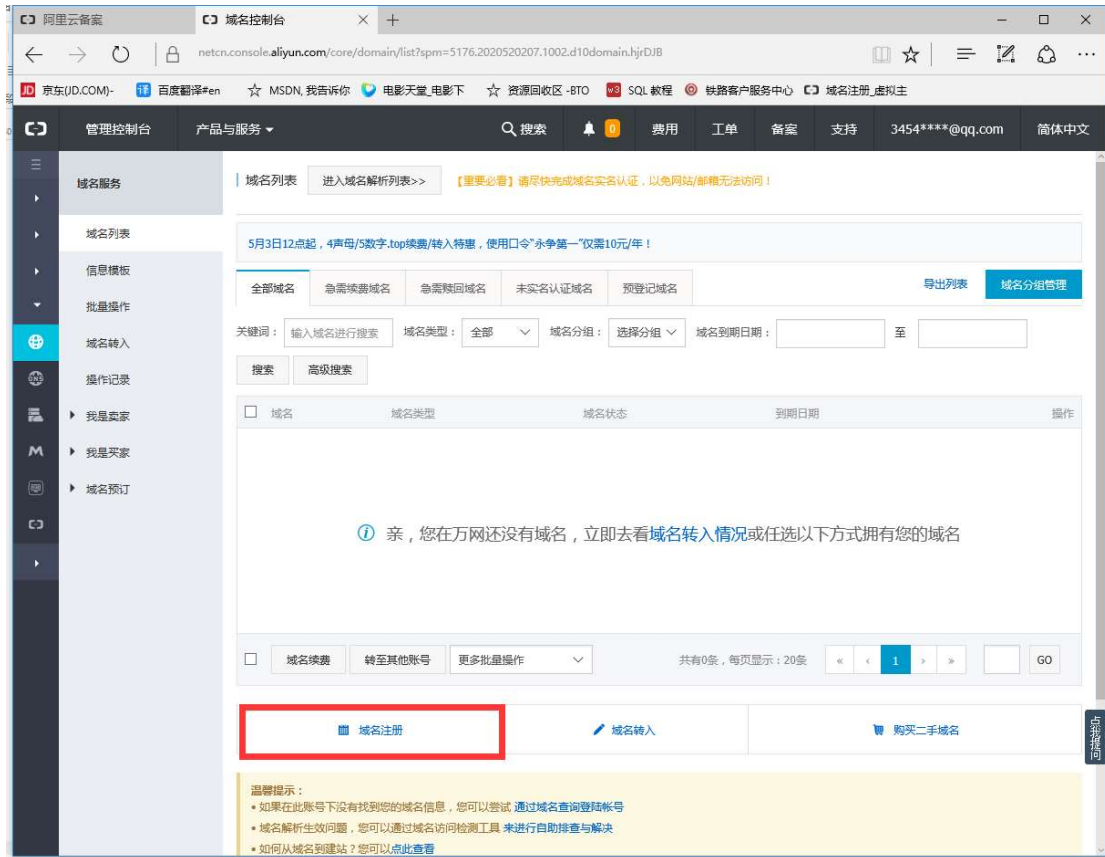 阿里云备案 域名控制台
netcn.console.aliyun.com/core/domain/list?spm=5176.2020520207.1002.d10domain.hjrDJB
京东(JD.COM)- 百度翻译#en MSDN, 我告诉你 电影天堂_电影下 资源回收区 -BTO SQL 教程 铁路客户服务中心 域名注册_虚拟主
管理控制台 产品与服务 搜索 0 费用 工单 备案 支持 3454****@qq.com 简体中文
域名服务
域名列表 进入域名解析列表>> 【重要必看】请尽快完成域名实名认证，以免网站/邮箱无法访问！
域名列表
信息模板
批量操作
域名转入
操作记录
我是卖家
我是买家
域名预订
DNS
5月3日12点起，4声母/5数字.top续费/转入特惠，使用口令"永争第一"仅需10元/年！
全部域名 急需续费域名 急需赎回域名 未实名认证域名 预登记域名 导出列表 域名分组管理
关键词： 输入域名进行搜索 域名类型： 全部 域名分组： 选择分组 域名到期日期： 至
搜索 高级搜索
域名 域名类型 域名状态 到期日期 操作
亲，您在万网还没有域名，立即去看域名转入情况或任选以下方式拥有您的域名
域名续费 转至其他账号 更多批量操作 共有0条，每页显示：20条 « ‹ 1 › » GO
域名注册 域名转入 购买二手域名
点我提问
温馨提示：
• 如果在此账号下没有找到您的域名信息，您可以尝试 通过域名查询登陆帐号
• 域名解析生效问题，您可以通过域名访问检测工具 来进行自助排查与解决
• 如何从域名到建站？您可以点此查看